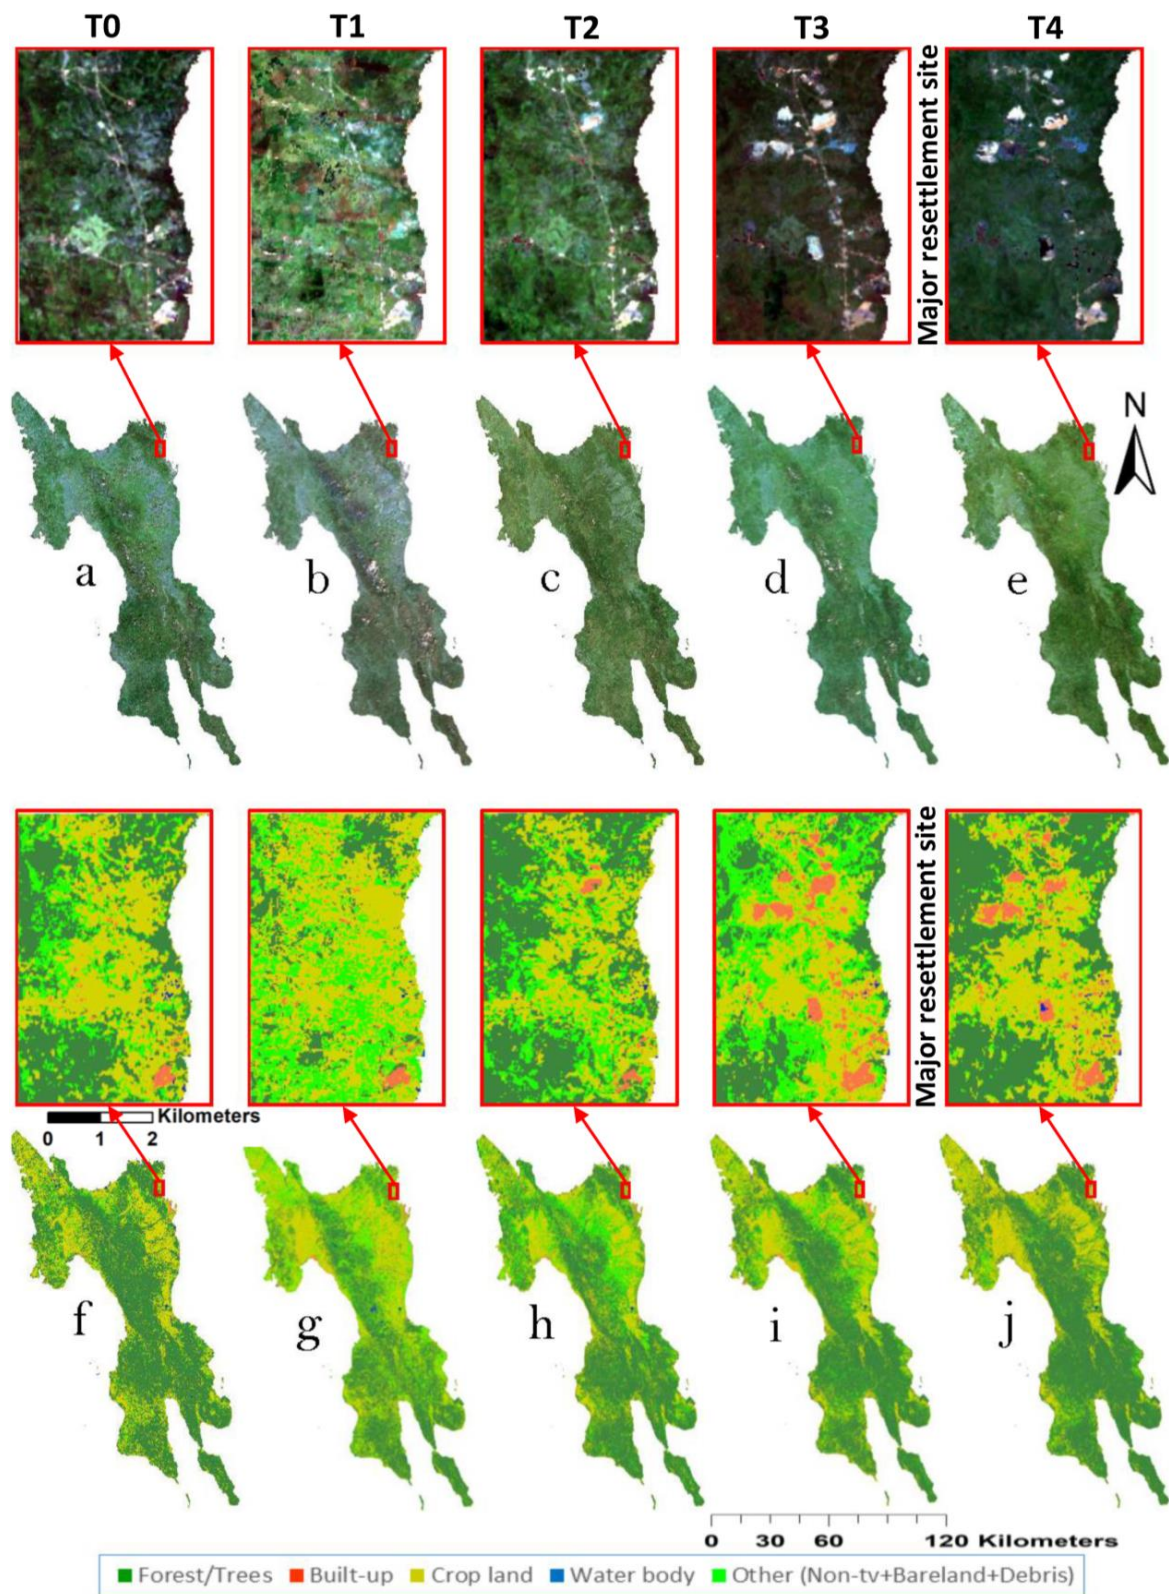 T0 T1 T2 T3 T4
Major resettlement site
N
a b c d e
Major resettlement site
Kilometers
0 1 2
f g h i j
0 30 60 120 Kilometers
Forest/Trees Built-up Crop land Water body Other (Non-tv+Bareland+Debris)